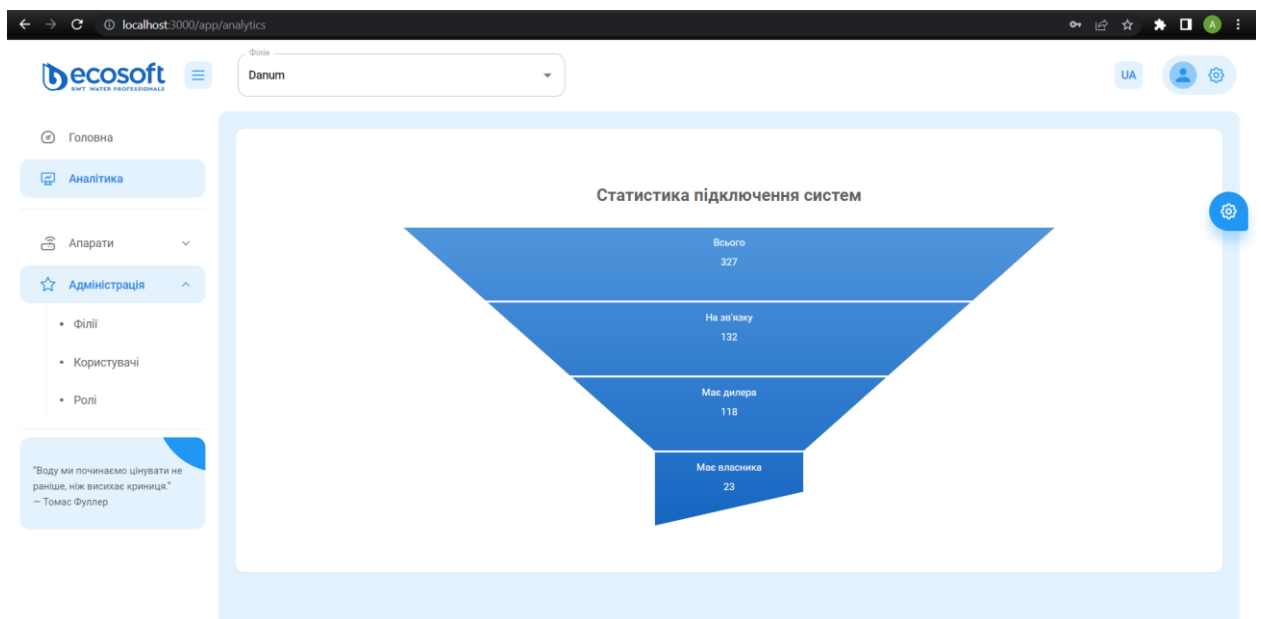 localhost:3000/app/analytics
A
ecosoft
BWT WATER PROFESSIONALS
Філія
Danum
UA
Головна
Аналітика
Апарати
Адміністрація
• Філії
• Користувачі
• Ролі
"Воду ми починаємо цінувати не
раніше, ніж висихає криниця."
— Томас Фуллер
Статистика підключення систем
Всього
327
На зв'язку
132
Має дилера
118
Має власника
23